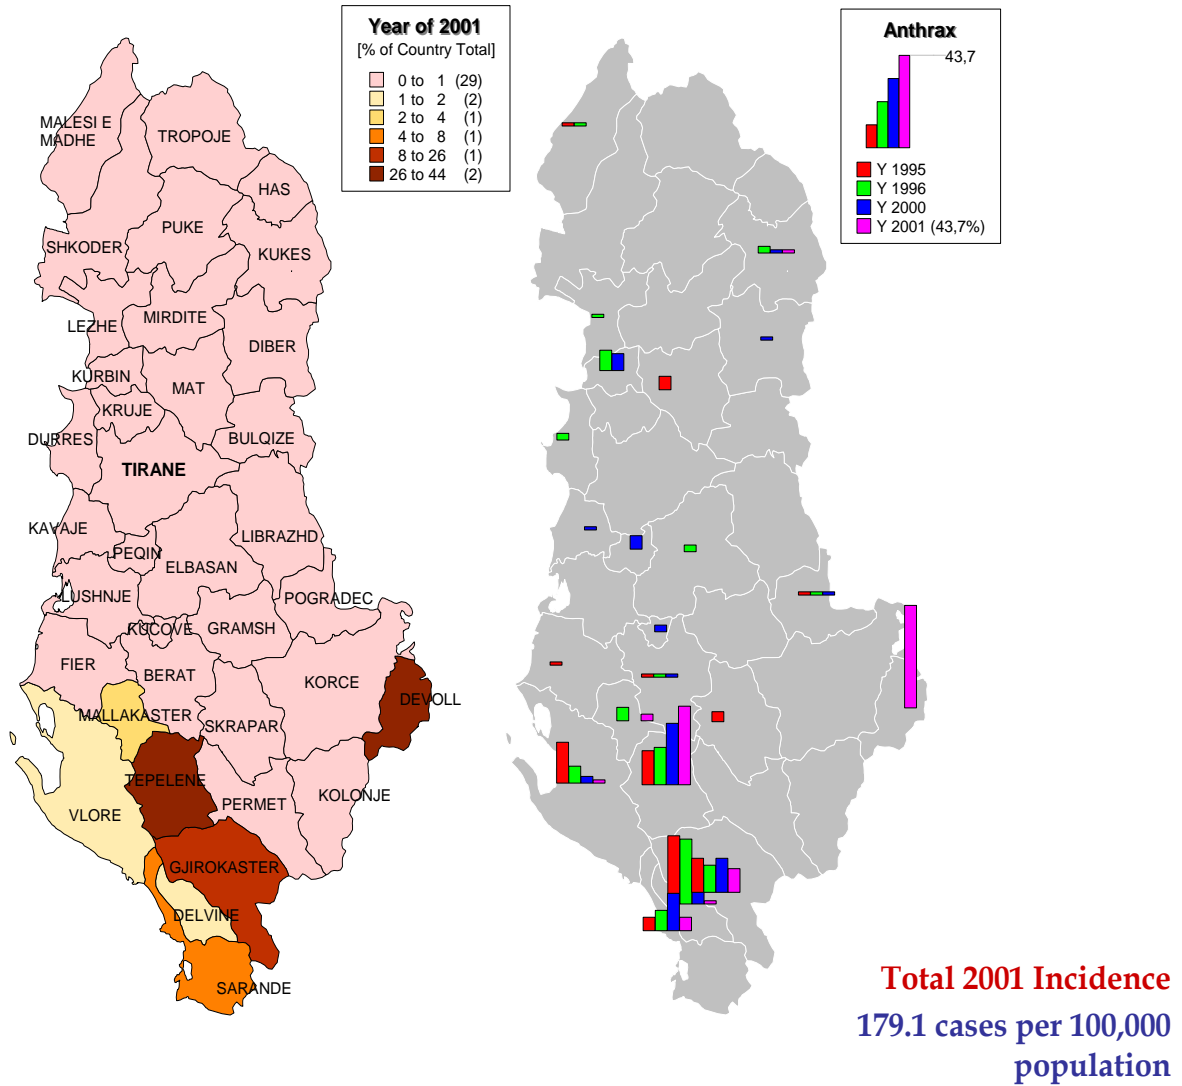 Year of 2001
[% of Country Total]
0 to 1 (29)
1 to 2 (2)
2 to 4 (1)
4 to 8 (1)
8 to 26 (1)
26 to 44 (2)
MALESI E
MADHE
TROPOJE
HAS
PUKE
SHKODER
KUKES
LEZHE
MIRDITE
DIBER
KURBIN
MAT
KRUJE
DURRES
BULQIZE
TIRANE
KAVAJE
LIBRAZHD
PEQIN
ELBASAN
LUSHNJE
POGRADEC
KUCOVE
GRAMSH
FIER
BERAT
KORCE
DEVOLL
MALLAKASTER
SKRAPAR
TEPELENE
KOLONJE
PERMET
VLORE
GJIROKASTER
DELVINE
SARANDE
Anthrax
43,7
Y 1995
Y 1996
Y 2000
Y 2001 (43,7%)
Total 2001 Incidence
179.1 cases per 100,000
population